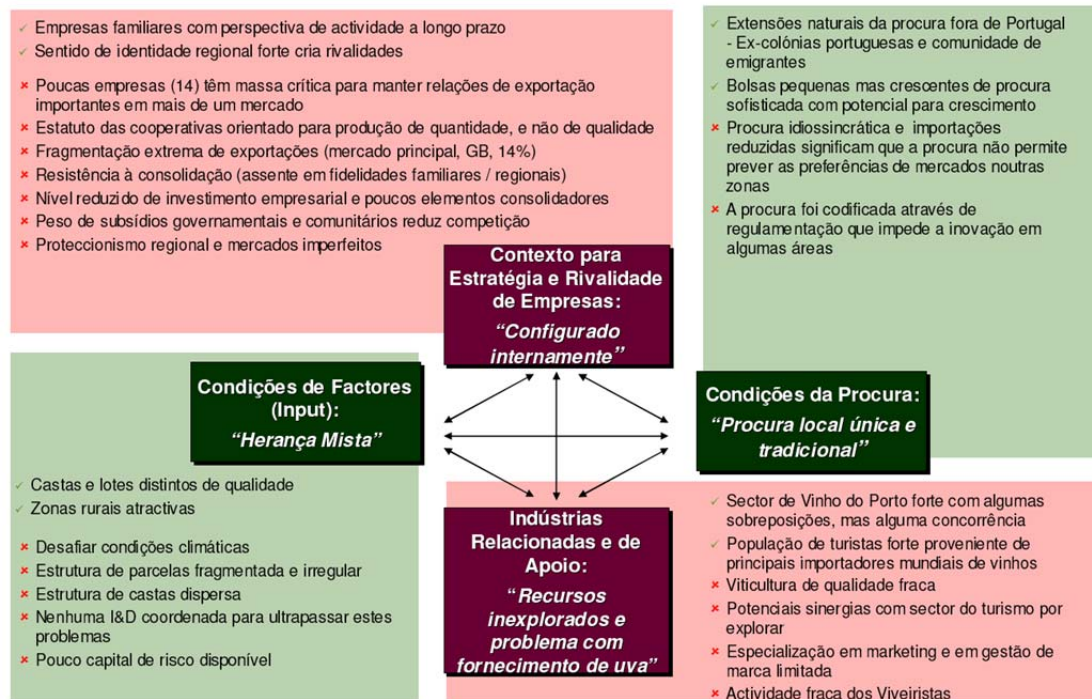 ✓ Empresas familiares com perspectiva de actividade a longo prazo
✓ Sentido de identidade regional forte cria rivalidades
× Poucas empresas (14) têm massa crítica para manter relações de exportação
importantes em mais de um mercado
× Estatuto das cooperativas orientado para produção de quantidade, e não de qualidade
× Fragmentação extrema de exportações (mercado principal, GB, 14%)
× Resistência à consolidação (assente em fidelidades familiares / regionais)
× Nível reduzido de investimento empresarial e poucos elementos consolidadores
× Peso de subsídios governamentais e comunitários reduz competição
× Proteccionismo regional e mercados imperfeitos
✓ Extensões naturais da procura fora de Portugal
- Ex-colónias portuguesas e comunidade de
emigrantes
✓ Bolsas pequenas mas crescentes de procura
sofisticada com potencial para crescimento
× Procura idiossincrática e importações
reduzidas significam que a procura não permite
prever as preferências de mercados noutras
zonas
× A procura foi codificada através de
regulamentação que impede a inovação em
algumas áreas
Contexto para
Estratégia e Rivalidade
de Empresas:
“Configurado
internamente”
Condições de Factores
(Input):
“Herança Mista”
Condições da Procura:
“Procura local única e
tradicional”
✓ Castas e lotes distintos de qualidade
✓ Zonas rurais atractivas
× Desafiar condições climáticas
× Estrutura de parcelas fragmentada e irregular
× Estrutura de castas dispersa
× Nenhuma I&D coordenada para ultrapassar estes
problemas
× Pouco capital de risco disponível
Indústrias
Relacionadas e de
Apoio:
“Recursos
inexplorados e
problema com
fornecimento de uva”
✓ Sector de Vinho do Porto forte com algumas
sobreposições, mas alguma concorrência
✓ População de turistas forte proveniente de
principais importadores mundiais de vinhos
× Viticultura de qualidade fraca
× Potenciais sinergias com sector do turismo por
explorar
× Especialização em marketing e em gestão de
marca limitada
× Actividade fraca dos Viveiristas